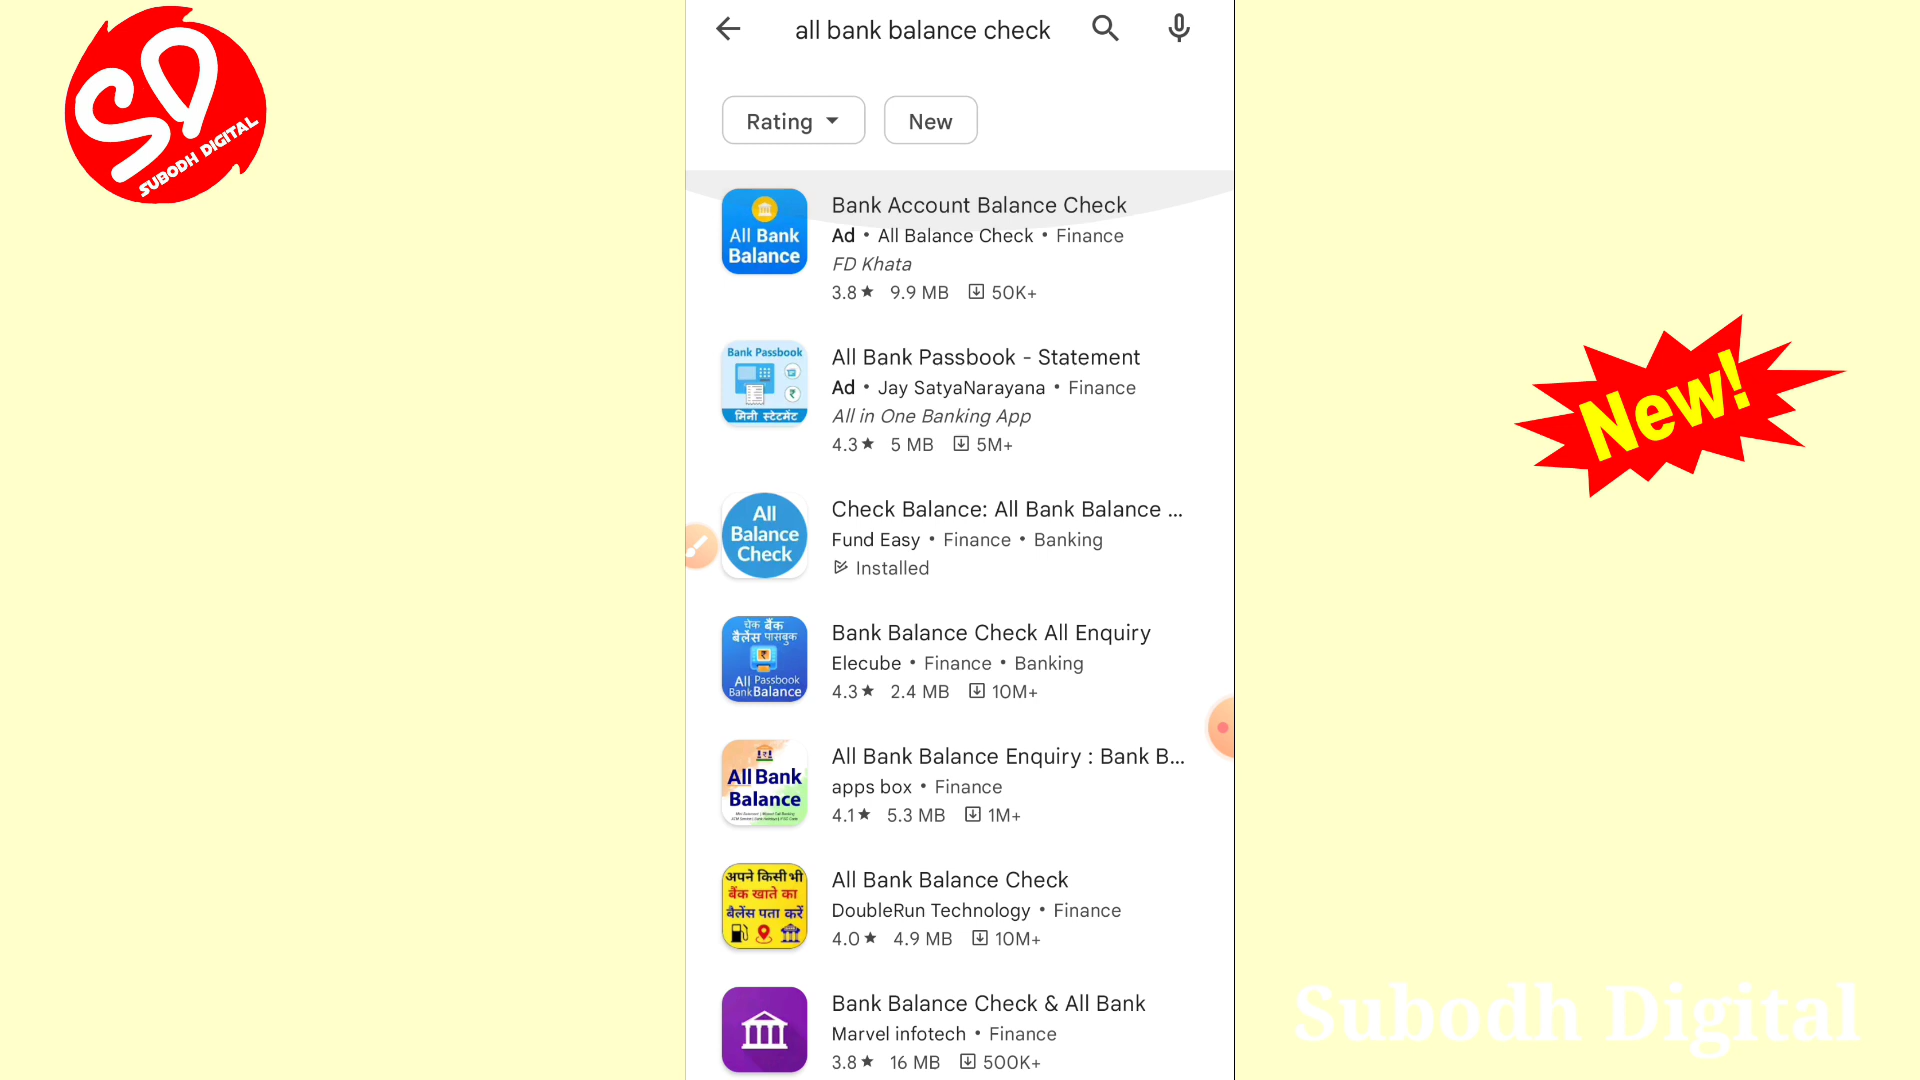 SD
SUBODH DIGITAL
all bank balance check
Rating
New
All Bank
Balance
Bank Account Balance Check
Ad • All Balance Check • Finance
FD Khata
3.8★ 9.9 MB 50K+
Bank Passbook
मिनी स्टेटमेंट
All Bank Passbook - Statement
Ad • Jay SatyaNarayana • Finance
All in One Banking App
4.3★ 5 MB 5M+
All
Balance
Check
Check Balance: All Bank Balance ...
Fund Easy • Finance • Banking
Installed
चेक बैंक
बैलेंस पासबुक
All Passbook
Bank Balance
Bank Balance Check All Enquiry
Elecube • Finance • Banking
4.3★ 2.4 MB 10M+
All Bank
Balance
All Bank Balance Enquiry : Bank B...
apps box • Finance
4.1★ 5.3 MB 1M+
अपने किसी भी
बैंक खाते का
बैलेंस पता करें
All Bank Balance Check
DoubleRun Technology • Finance
4.0★ 4.9 MB 10M+
Bank Balance Check & All Bank
Marvel infotech • Finance
3.8★ 16 MB 500K+
New!
Subodh Digital